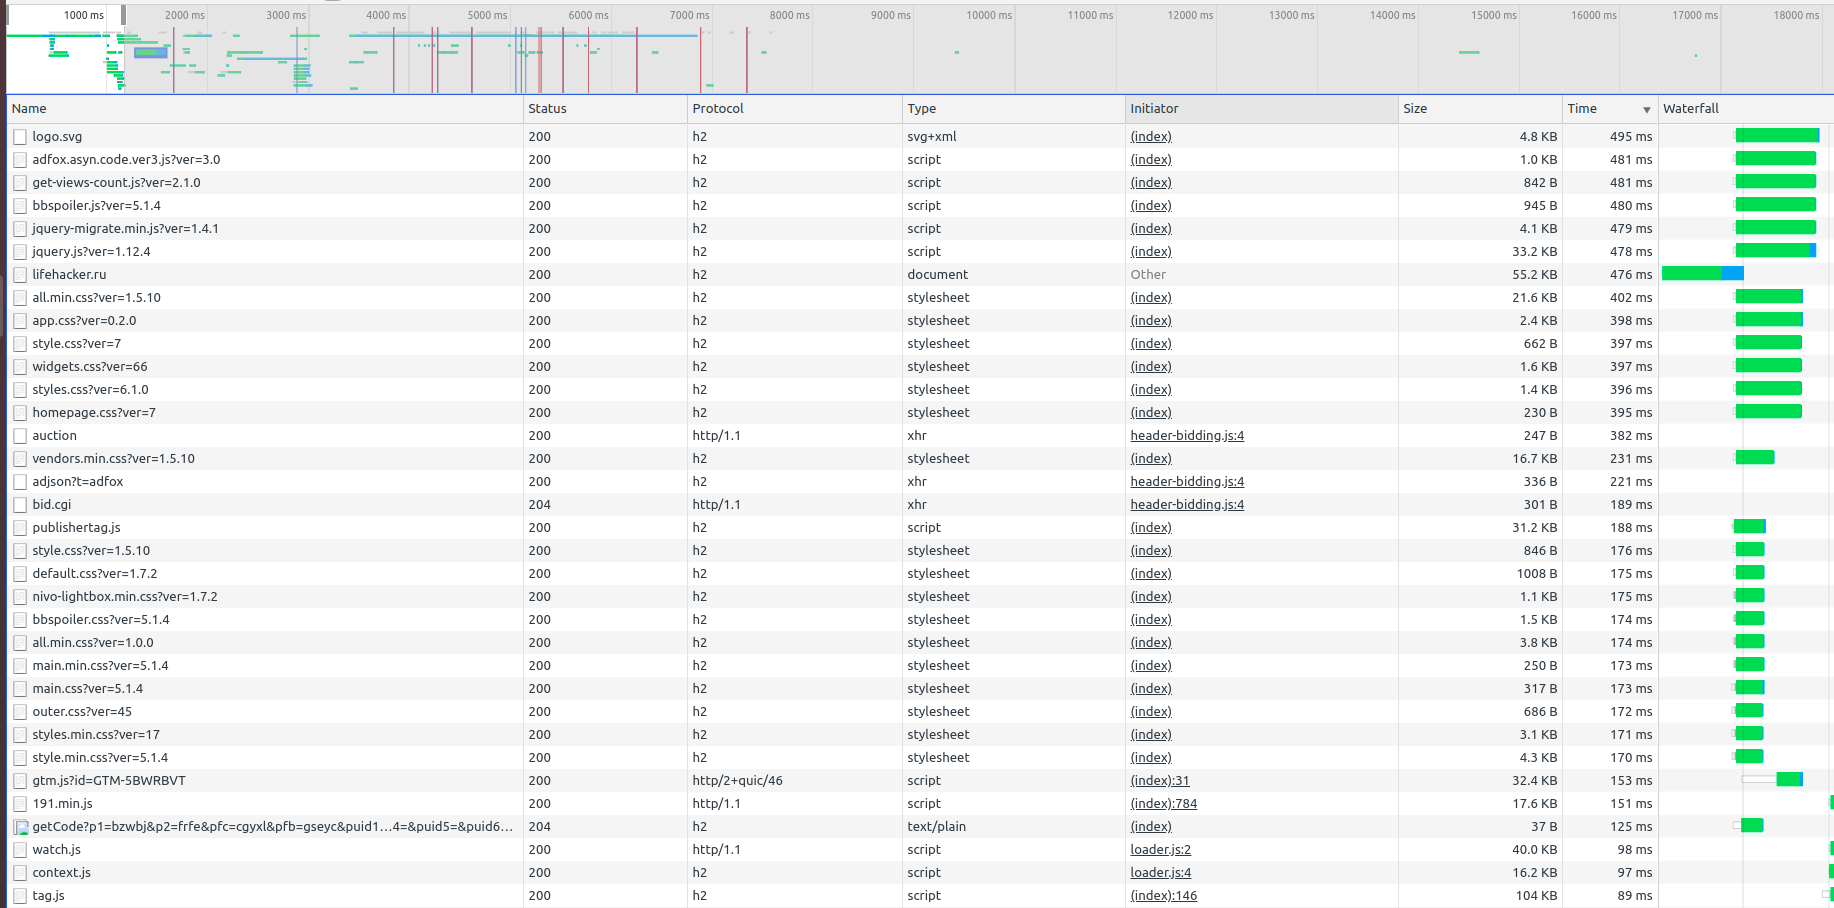 1000 ms 2000 ms 3000 ms 4000 ms 5000 ms 6000 ms 7000 ms 8000 ms 9000 ms 10000 ms 11000 ms 12000 ms 13000 ms 14000 ms 15000 ms 16000 ms 17000 ms 18000 ms
Name Status Protocol Type Initiator Size Time ▼ Waterfall
logo.svg 200 h2 svg+xml (index) 4.8 KB 495 ms
adfox.asyn.code.ver3.js?ver=3.0 200 h2 script (index) 1.0 KB 481 ms
get-views-count.js?ver=2.1.0 200 h2 script (index) 842 B 481 ms
bbspoiler.js?ver=5.1.4 200 h2 script (index) 945 B 480 ms
jquery-migrate.min.js?ver=1.4.1 200 h2 script (index) 4.1 KB 479 ms
jquery.js?ver=1.12.4 200 h2 script (index) 33.2 KB 478 ms
lifehacker.ru 200 h2 document Other 55.2 KB 476 ms
all.min.css?ver=1.5.10 200 h2 stylesheet (index) 21.6 KB 402 ms
app.css?ver=0.2.0 200 h2 stylesheet (index) 2.4 KB 398 ms
style.css?ver=7 200 h2 stylesheet (index) 662 B 397 ms
widgets.css?ver=66 200 h2 stylesheet (index) 1.6 KB 397 ms
styles.css?ver=6.1.0 200 h2 stylesheet (index) 1.4 KB 396 ms
homepage.css?ver=7 200 h2 stylesheet (index) 230 B 395 ms
auction 200 http/1.1 xhr header-bidding.js:4 247 B 382 ms
vendors.min.css?ver=1.5.10 200 h2 stylesheet (index) 16.7 KB 231 ms
adjson?t=adfox 200 h2 xhr header-bidding.js:4 336 B 221 ms
bid.cgi 204 http/1.1 xhr header-bidding.js:4 301 B 189 ms
publishertag.js 200 h2 script (index) 31.2 KB 188 ms
style.css?ver=1.5.10 200 h2 stylesheet (index) 846 B 176 ms
default.css?ver=1.7.2 200 h2 stylesheet (index) 1008 B 175 ms
nivo-lightbox.min.css?ver=1.7.2 200 h2 stylesheet (index) 1.1 KB 175 ms
bbspoiler.css?ver=5.1.4 200 h2 stylesheet (index) 1.5 KB 174 ms
all.min.css?ver=1.0.0 200 h2 stylesheet (index) 3.8 KB 174 ms
main.min.css?ver=5.1.4 200 h2 stylesheet (index) 250 B 173 ms
main.css?ver=5.1.4 200 h2 stylesheet (index) 317 B 173 ms
outer.css?ver=45 200 h2 stylesheet (index) 686 B 172 ms
styles.min.css?ver=17 200 h2 stylesheet (index) 3.1 KB 171 ms
style.min.css?ver=5.1.4 200 h2 stylesheet (index) 4.3 KB 170 ms
gtm.js?id=GTM-5BWRBVT 200 http/2+quic/46 script (index):31 32.4 KB 153 ms
191.min.js 200 http/1.1 script (index):784 17.6 KB 151 ms
getCode?p1=bzwbj&p2=frfe&pfc=cgyxl&pfb=gseyc&puid1…4=&puid5=&puid6… 204 h2 text/plain (index) 37 B 125 ms
watch.js 200 http/1.1 script loader.js:2 40.0 KB 98 ms
context.js 200 h2 script loader.js:4 16.2 KB 97 ms
tag.js 200 h2 script (index):146 104 KB 89 ms